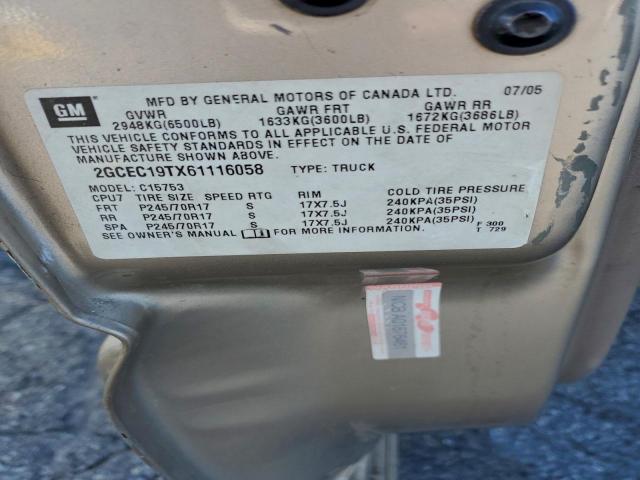 GM
MFD BY GENERAL MOTORS OF CANADA LTD. 07/05
GVWR GAWR FRT GAWR RR
2948KG(6500LB) 1633KG(3600LB) 1672KG(3686LB)
THIS VEHICLE CONFORMS TO ALL APPLICABLE U.S. FEDERAL MOTOR
VEHICLE SAFETY STANDARDS IN EFFECT ON THE DATE OF
MANUFACTURE SHOWN ABOVE.
2GCEC19TX61116058 TYPE: TRUCK
MODEL: C15753
CPU7 TIRE SIZE SPEED RTG RIM COLD TIRE PRESSURE
FRT P245/70R17 S 17X7.5J 240KPA(35PSI)
RR P245/70R17 S 17X7.5J 240KPA(35PSI)
SPA P245/70R17 S 17X7.5J 240KPA(35PSI)
SEE OWNER'S MANUAL FOR MORE INFORMATION.
F 300
T 729